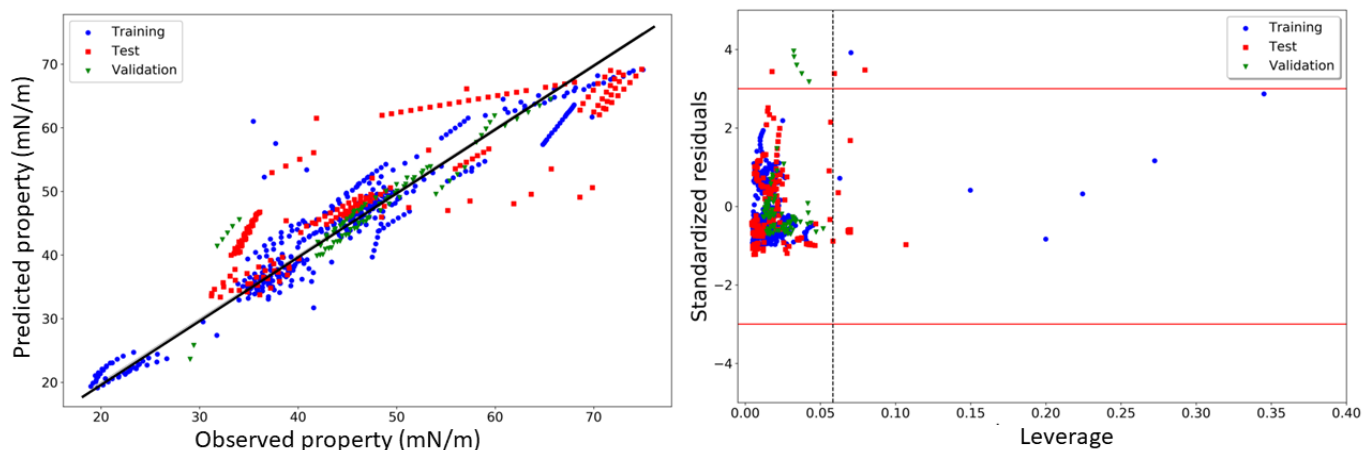 Predicted property (mN/m)
70
60
50
40
30
20
Training
Test
Validation
20
30
40
50
60
70
Observed property (mN/m)
Standardized residuals
4
2
0
−2
−4
Training
Test
Validation
0.00
0.05
0.10
0.15
0.20
0.25
0.30
0.35
0.40
Leverage